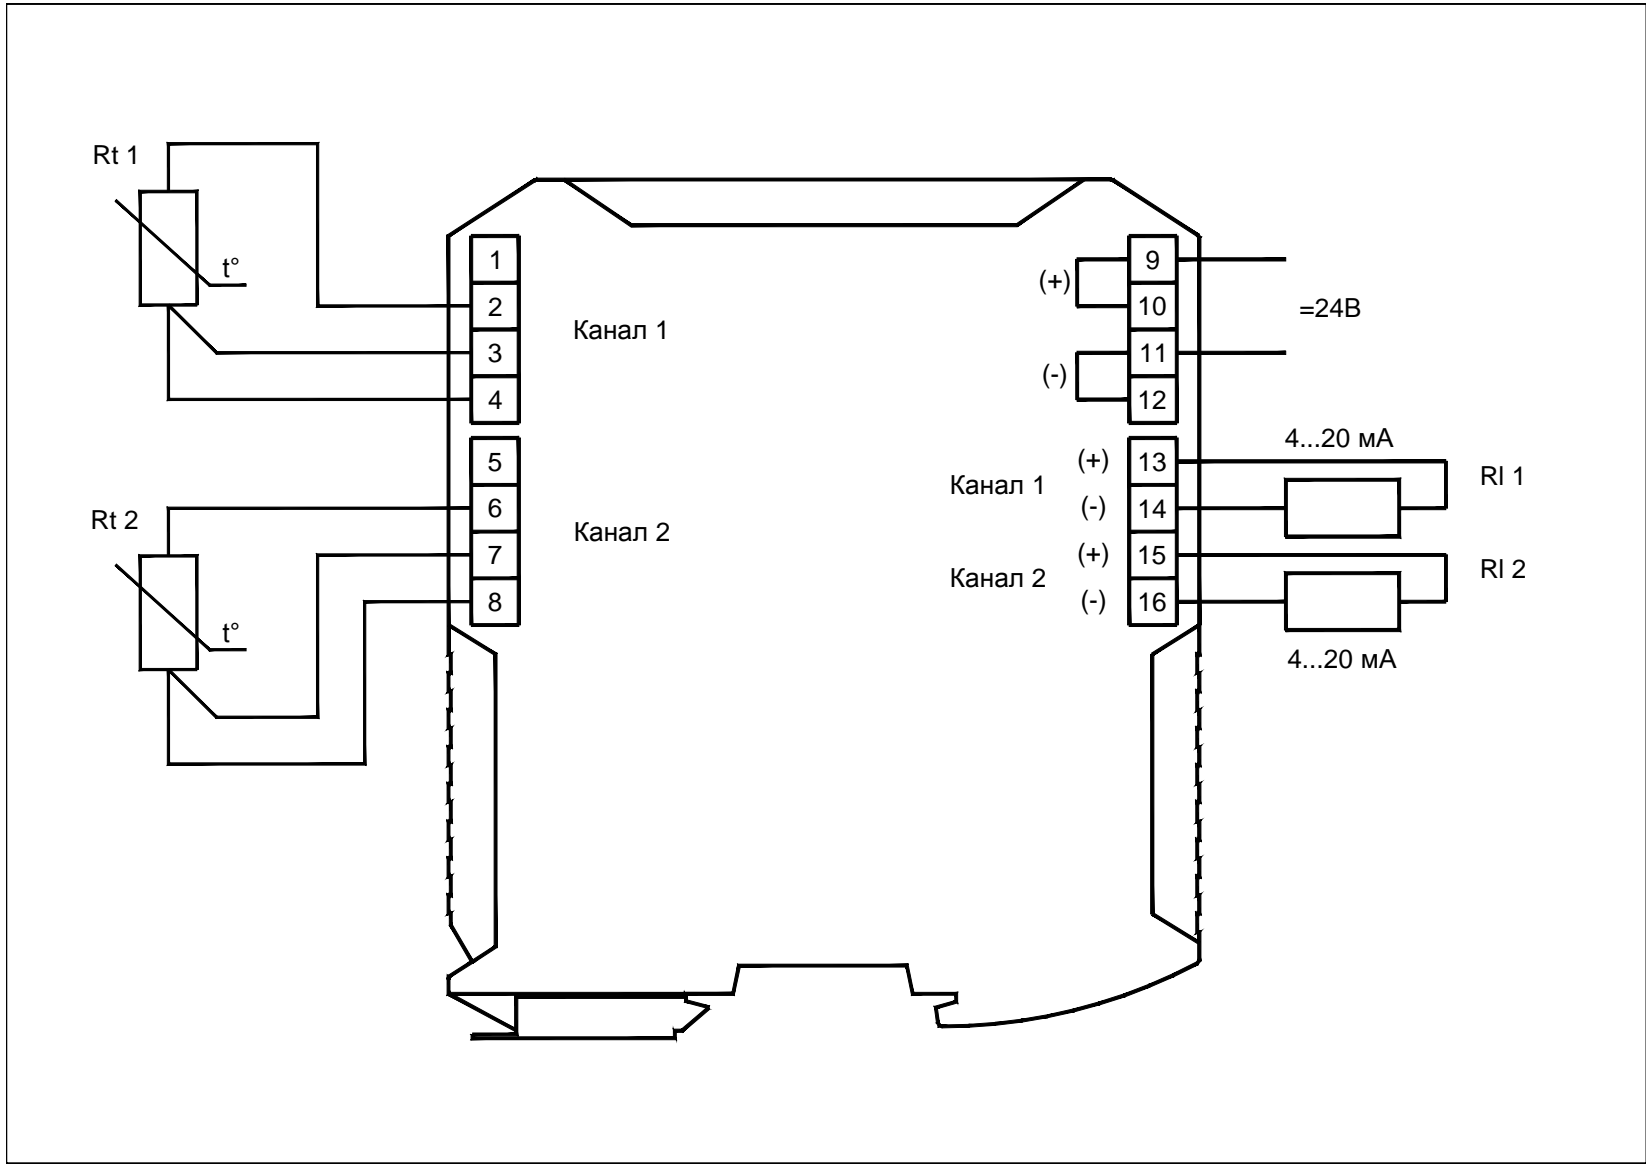 Rt 1
t°
1
2
3
4
Канал 1
Rt 2
t°
5
6
7
8
Канал 2
(+)
9
10
=24В
(-)
11
12
4...20 мА
Канал 1
(+)
13
(-)
14
Rl 1
Канал 2
(+)
15
(-)
16
Rl 2
4...20 мА